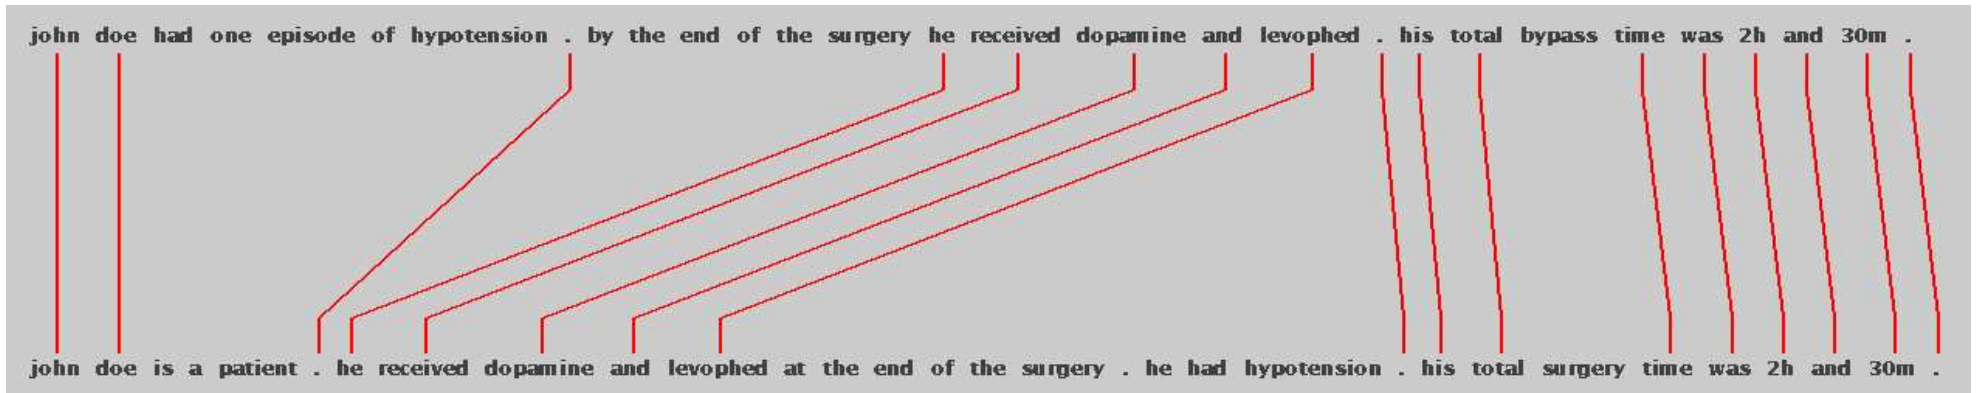 john doe had one episode of hypotension . by the end of the surgery he received dopamine and levophed . his total bypass time was 2h and 30m .
john doe is a patient . he received dopamine and levophed at the end of the surgery . he had hypotension . his total surgery time was 2h and 30m .